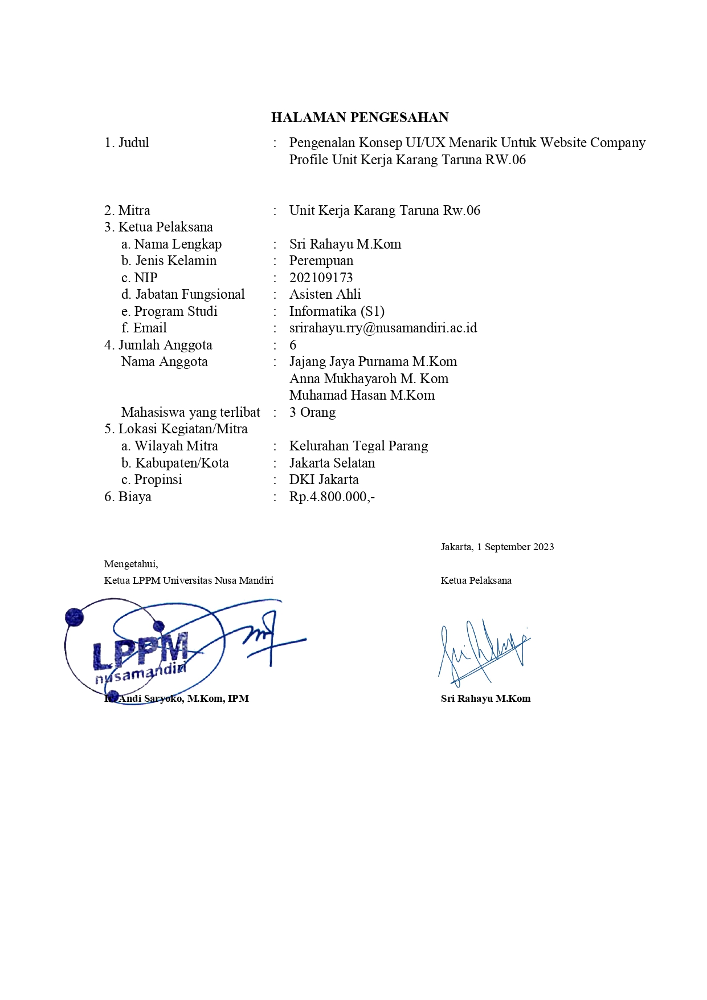 HALAMAN PENGESAHAN
1. Judul : Pengenalan Konsep UI/UX Menarik Untuk Website Company
Profile Unit Kerja Karang Taruna RW.06
2. Mitra : Unit Kerja Karang Taruna Rw.06
3. Ketua Pelaksana
a. Nama Lengkap : Sri Rahayu M.Kom
b. Jenis Kelamin : Perempuan
c. NIP : 202109173
d. Jabatan Fungsional : Asisten Ahli
e. Program Studi : Informatika (S1)
f. Email : srirahayu.rry@nusamandiri.ac.id
4. Jumlah Anggota : 6
Nama Anggota : Jajang Jaya Purnama M.Kom
Anna Mukhayaroh M. Kom
Muhamad Hasan M.Kom
Mahasiswa yang terlibat : 3 Orang
5. Lokasi Kegiatan/Mitra
a. Wilayah Mitra : Kelurahan Tegal Parang
b. Kabupaten/Kota : Jakarta Selatan
c. Propinsi : DKI Jakarta
6. Biaya : Rp.4.800.000,-
Jakarta, 1 September 2023
Mengetahui,
Ketua LPPM Universitas Nusa Mandiri Ketua Pelaksana
LPPM
nusamandiri
Andi Saryoko, M.Kom, IPM Sri Rahayu M.Kom